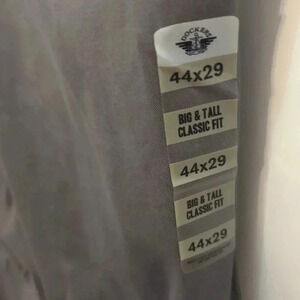 DOCKERS
44x29
BIG & TALL
CLASSIC FIT
44x29
BIG & TALL
CLASSIC FIT
44x29